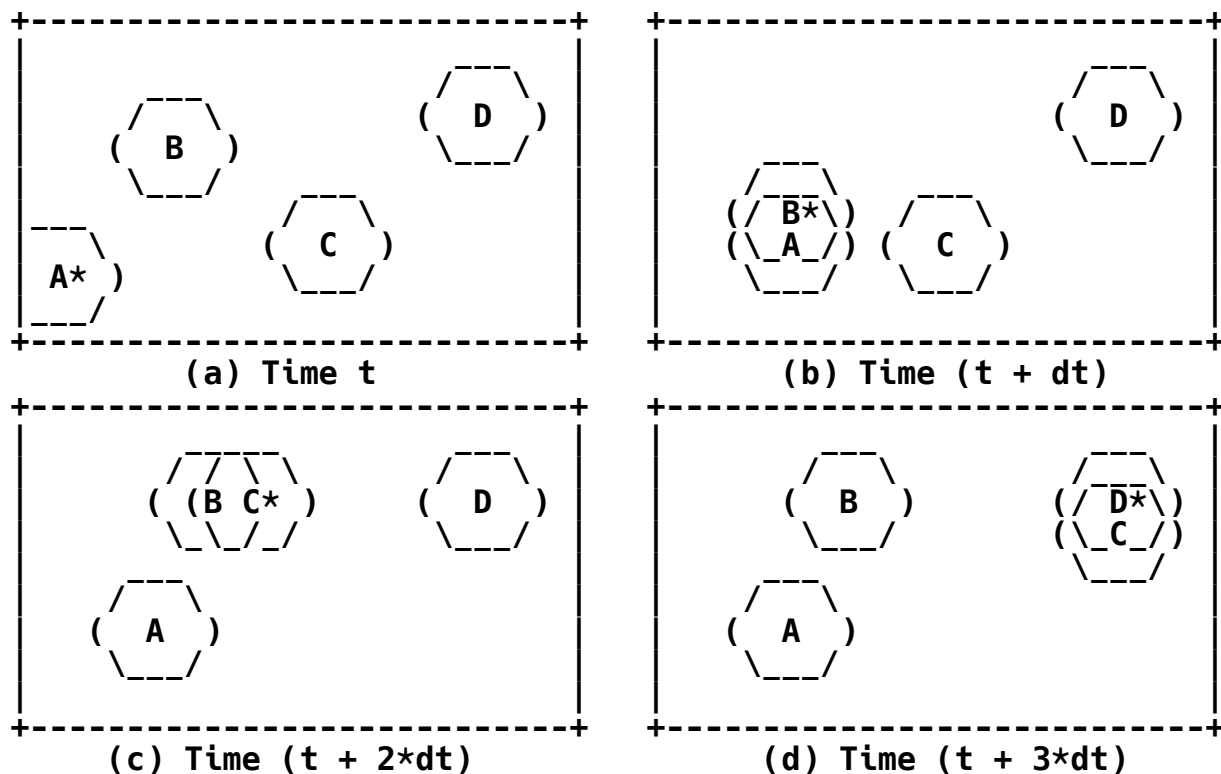 B
D
A*
C
(a) Time t
D
B*
A
C
(b) Time (t + dt)
B C*
D
A
(c) Time (t + 2*dt)
B
D*
C
A
(d) Time (t + 3*dt)